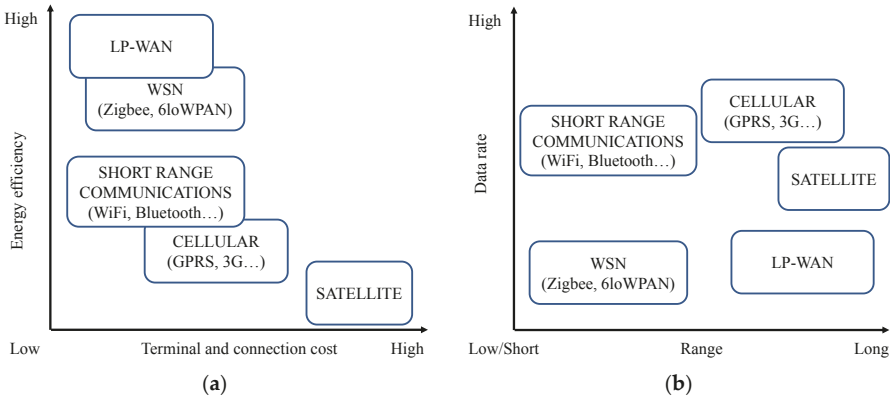 High
LP-WAN
WSN
(Zigbee, 6loWPAN)
SHORT RANGE
COMMUNICATIONS
(WiFi, Bluetooth…)
CELLULAR
(GPRS, 3G…)
SATELLITE
Energy efficiency
Low
Terminal and connection cost
High
(a)
High
CELLULAR
(GPRS, 3G…)
SHORT RANGE
COMMUNICATIONS
(WiFi, Bluetooth…)
SATELLITE
WSN
(Zigbee, 6loWPAN)
LP-WAN
Data rate
Low/Short
Range
Long
(b)